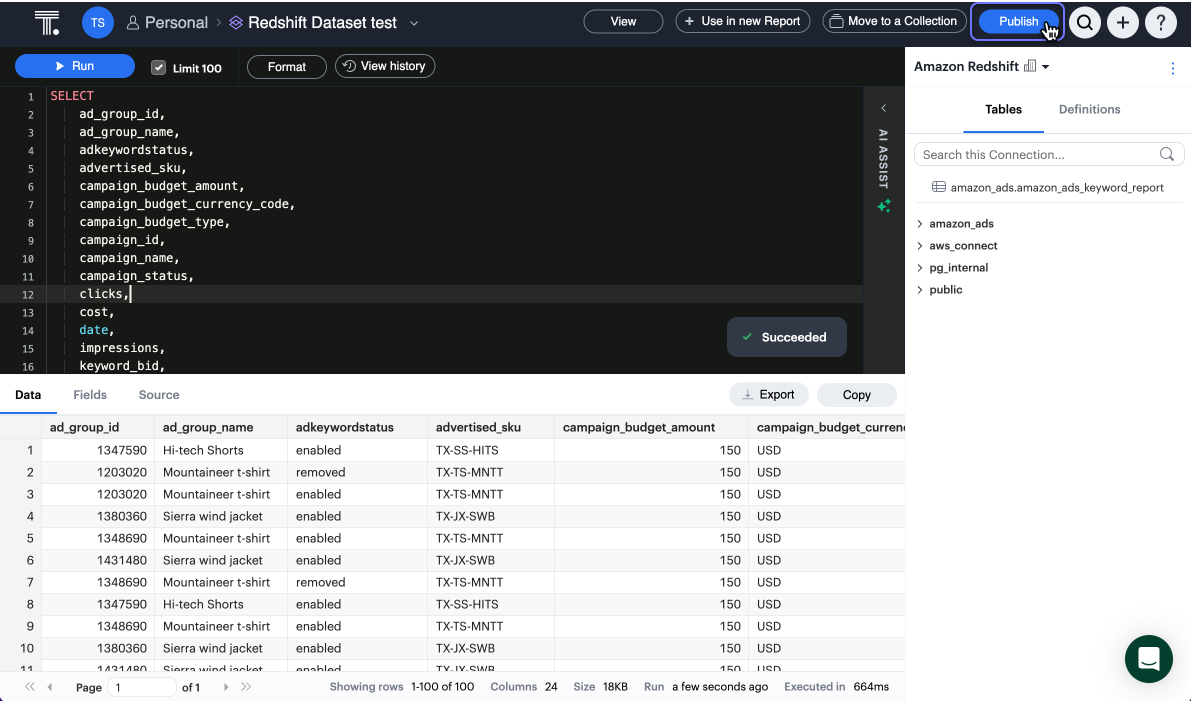 T.
TS
Personal
Redshift Dataset test
View
+ Use in new Report
Move to a Collection
Publish
+
?
Run
Limit 100
Format
View history
1 SELECT
2 ad_group_id,
3 ad_group_name,
4 adkeywordstatus,
5 advertised_sku,
6 campaign_budget_amount,
7 campaign_budget_currency_code,
8 campaign_budget_type,
9 campaign_id,
10 campaign_name,
11 campaign_status,
12 clicks,
13 cost,
14 date,
15 impressions,
16 keyword_bid,
AI ASSIST
Succeeded
Amazon Redshift
Tables Definitions
Search this Connection...
amazon_ads.amazon_ads_keyword_report
amazon_ads
aws_connect
pg_internal
public
Data Fields Source
Export Copy
ad_group_id ad_group_name adkeywordstatus advertised_sku campaign_budget_amount campaign_budget_curren
1 1347590 Hi-tech Shorts enabled TX-SS-HITS 150 USD
2 1203020 Mountaineer t-shirt removed TX-TS-MNTT 150 USD
3 1203020 Mountaineer t-shirt enabled TX-TS-MNTT 150 USD
4 1380360 Sierra wind jacket enabled TX-JX-SWB 150 USD
5 1348690 Mountaineer t-shirt enabled TX-TS-MNTT 150 USD
6 1431480 Sierra wind jacket enabled TX-JX-SWB 150 USD
7 1348690 Mountaineer t-shirt removed TX-TS-MNTT 150 USD
8 1347590 Hi-tech Shorts enabled TX-SS-HITS 150 USD
9 1348690 Mountaineer t-shirt enabled TX-TS-MNTT 150 USD
10 1380360 Sierra wind jacket enabled TX-JX-SWB 150 USD
11 1431480 Sierra wind jacket enabled TX-JX-SWB 150 USD
Page 1 of 1
Showing rows 1-100 of 100 Columns 24 Size 18KB Run a few seconds ago Executed in 664ms